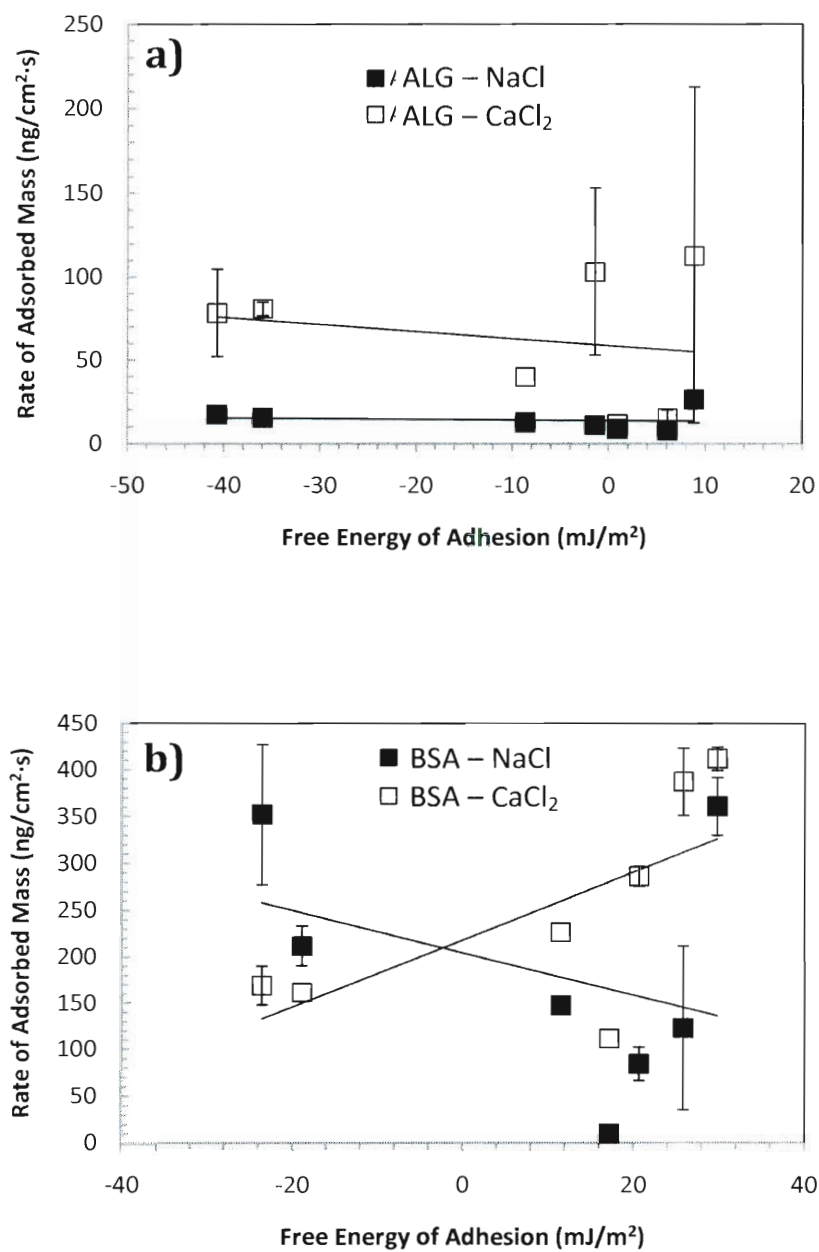 a)
ALG – NaCl
ALG – CaCl₂
250
200
150
100
50
0
-50 -40 -30 -20 -10 0 10 20
Rate of Adsorbed Mass (ng/cm²·s)
Free Energy of Adhesion (mJ/m²)
b)
BSA – NaCl
BSA – CaCl₂
450
400
350
300
250
200
150
100
50
0
-40 -20 0 20 40
Rate of Adsorbed Mass (ng/cm²·s)
Free Energy of Adhesion (mJ/m²)